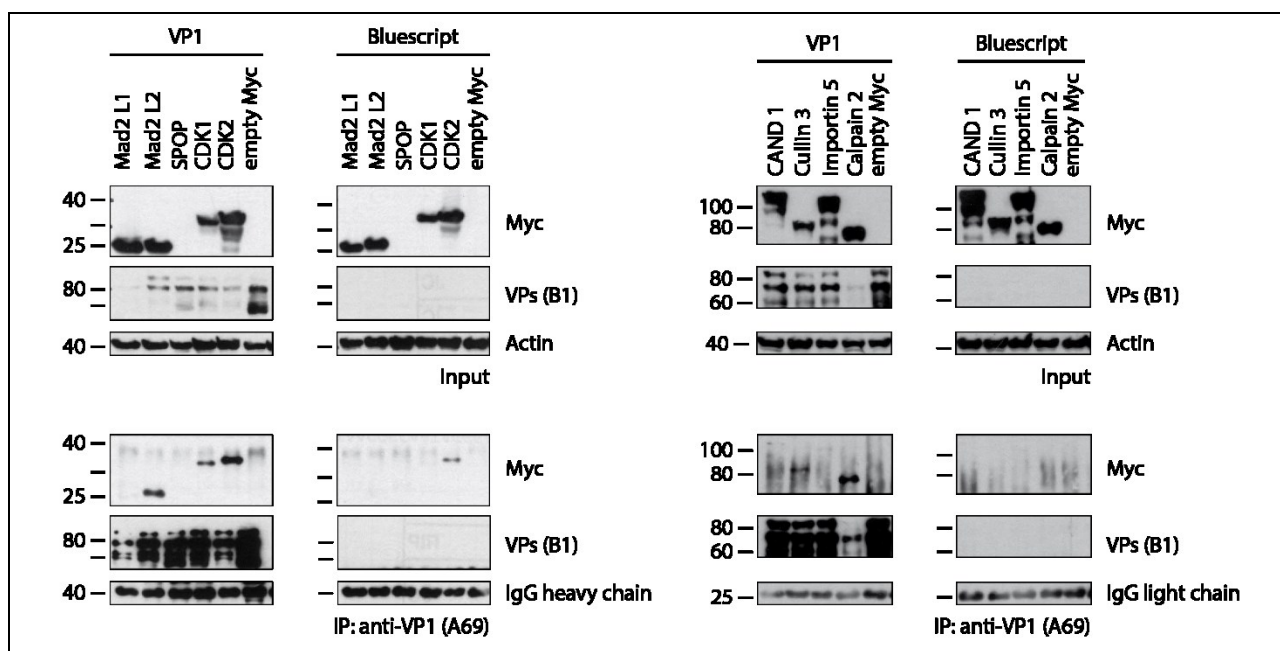 VP1
Bluescript
Mad2 L1
Mad2 L2
SPOP
CDK1
CDK2
empty Myc
Mad2 L1
Mad2 L2
SPOP
CDK1
CDK2
empty Myc
40
25
Myc
80
VPs (B1)
40
Actin
Input
40
25
Myc
80
VPs (B1)
40
IgG heavy chain
IP: anti-VP1 (A69)
VP1
Bluescript
CAND 1
Cullin 3
Importin 5
Calpain 2
empty Myc
CAND 1
Cullin 3
Importin 5
Calpain 2
empty Myc
100
80
Myc
80
60
VPs (B1)
40
Actin
Input
100
80
Myc
80
60
VPs (B1)
25
IgG light chain
IP: anti-VP1 (A69)